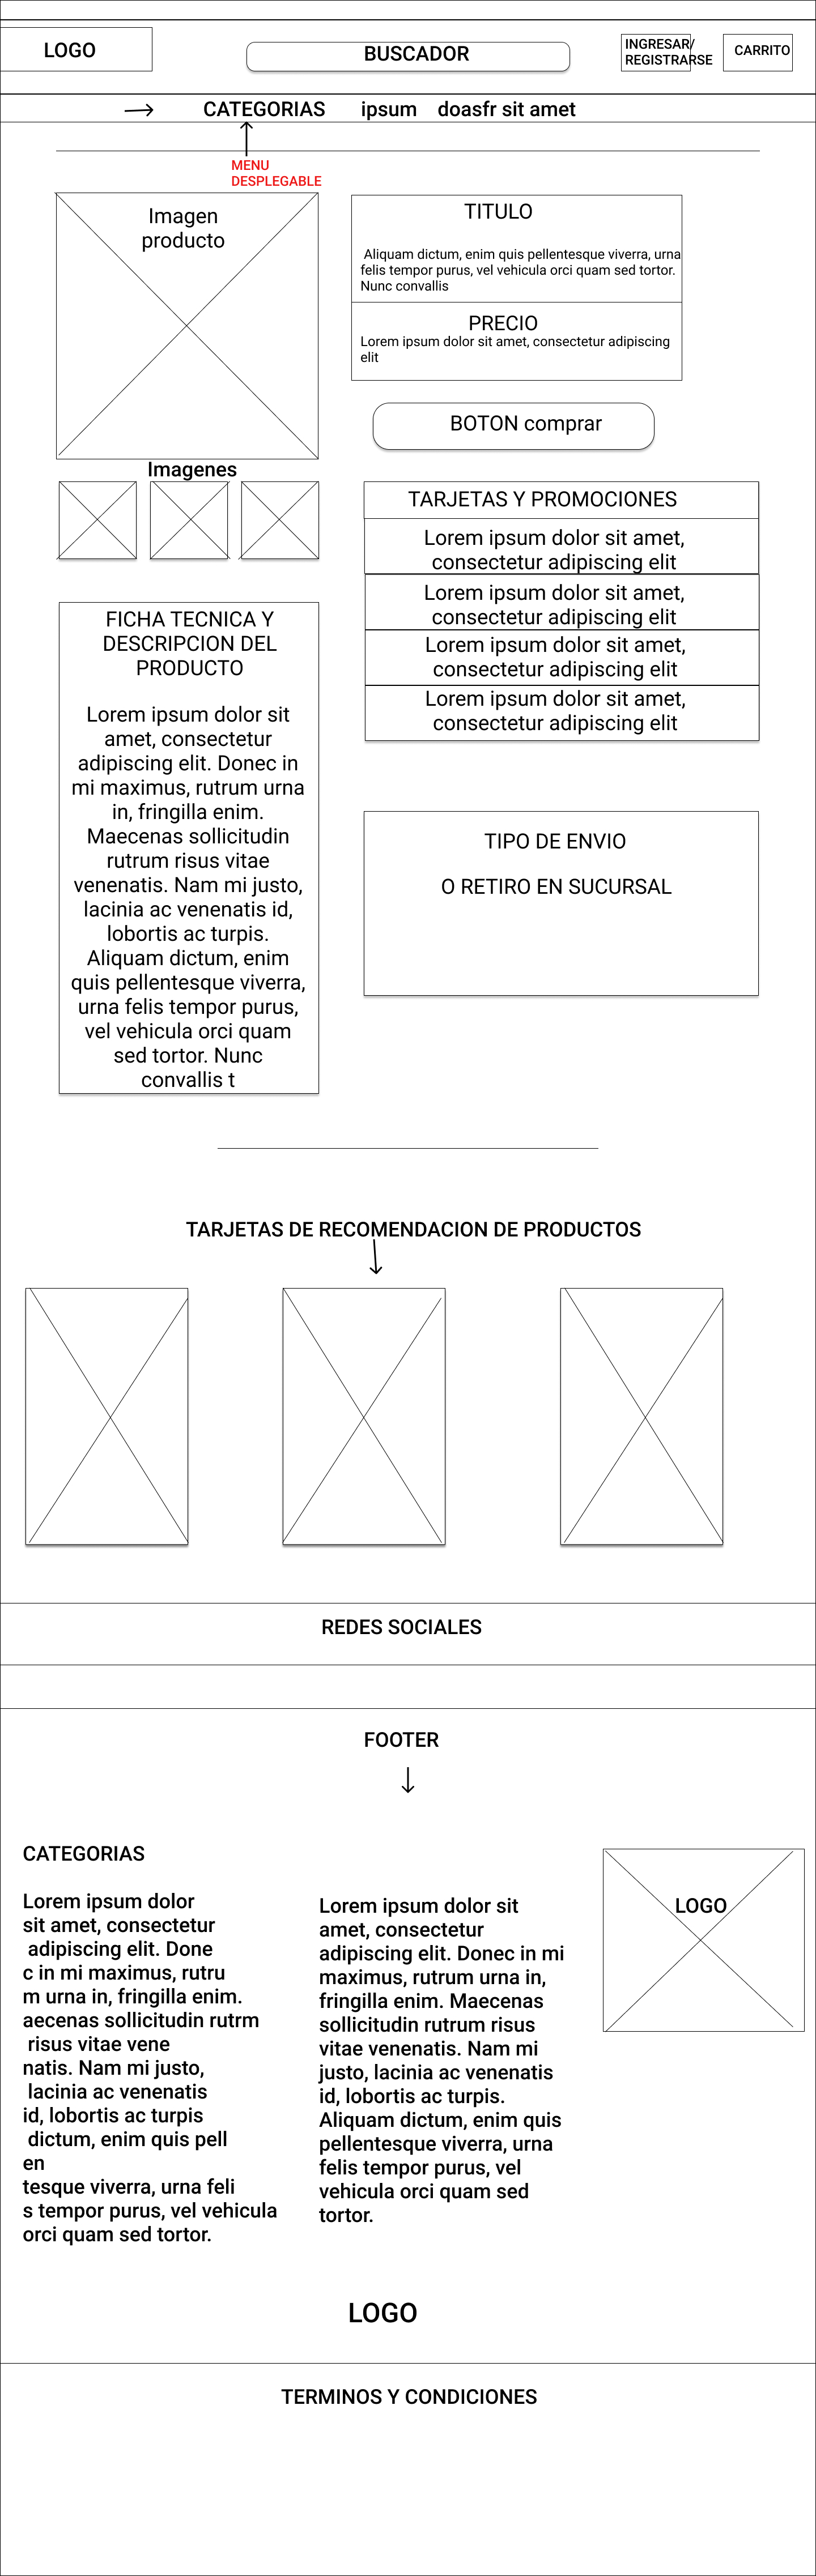 LOGO
BUSCADOR
INGRESAR/
REGISTRARSE
CARRITO
CATEGORIAS ipsum doasfr sit amet
MENU
DESPLEGABLE
Imagen
producto
TITULO
Aliquam dictum, enim quis pellentesque viverra, urna
felis tempor purus, vel vehicula orci quam sed tortor.
Nunc convallis
PRECIO
Lorem ipsum dolor sit amet, consectetur adipiscing
elit
BOTON comprar
Imagenes
TARJETAS Y PROMOCIONES
Lorem ipsum dolor sit amet,
consectetur adipiscing elit
Lorem ipsum dolor sit amet,
consectetur adipiscing elit
Lorem ipsum dolor sit amet,
consectetur adipiscing elit
Lorem ipsum dolor sit amet,
consectetur adipiscing elit
FICHA TECNICA Y
DESCRIPCION DEL
PRODUCTO
Lorem ipsum dolor sit
amet, consectetur
adipiscing elit. Donec in
mi maximus, rutrum urna
in, fringilla enim.
Maecenas sollicitudin
rutrum risus vitae
venenatis. Nam mi justo,
lacinia ac venenatis id,
lobortis ac turpis.
Aliquam dictum, enim
quis pellentesque viverra,
urna felis tempor purus,
vel vehicula orci quam
sed tortor. Nunc
convallis t
TIPO DE ENVIO
O RETIRO EN SUCURSAL
TARJETAS DE RECOMENDACION DE PRODUCTOS
REDES SOCIALES
FOOTER
CATEGORIAS
Lorem ipsum dolor
sit amet, consectetur
adipiscing elit. Done
c in mi maximus, rutru
m urna in, fringilla enim.
aecenas sollicitudin rutrm
risus vitae vene
natis. Nam mi justo,
lacinia ac venenatis
id, lobortis ac turpis
dictum, enim quis pell
en
tesque viverra, urna feli
s tempor purus, vel vehicula
orci quam sed tortor.
Lorem ipsum dolor sit
amet, consectetur
adipiscing elit. Donec in mi
maximus, rutrum urna in,
fringilla enim. Maecenas
sollicitudin rutrum risus
vitae venenatis. Nam mi
justo, lacinia ac venenatis
id, lobortis ac turpis.
Aliquam dictum, enim quis
pellentesque viverra, urna
felis tempor purus, vel
vehicula orci quam sed
tortor.
LOGO
LOGO
TERMINOS Y CONDICIONES